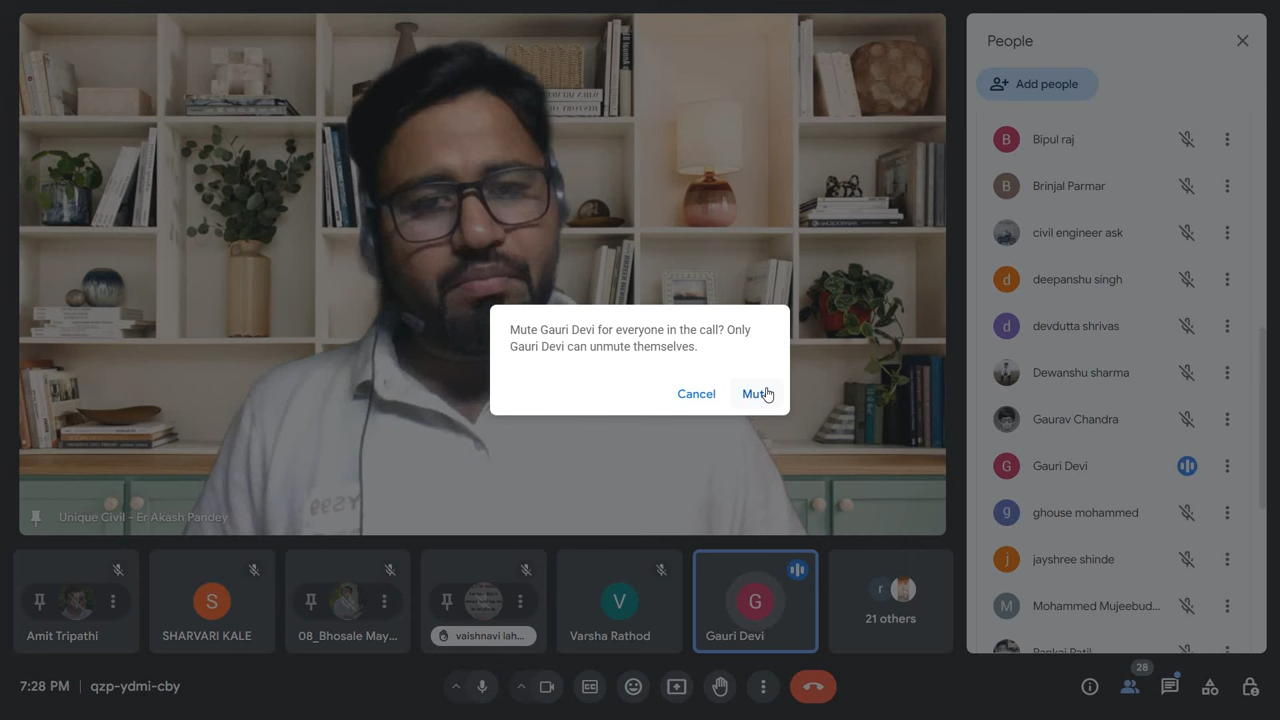 People
Add people
B Bipul raj
B Brinjal Parmar
civil engineer ask
d deepanshu singh
d devdutta shrivas
Dewanshu sharma
Gaurav Chandra
G Gauri Devi
g ghouse mohammed
j jayshree shinde
M Mohammed Mujeebud...
Pankaj Patil
Mute Gauri Devi for everyone in the call? Only
Gauri Devi can unmute themselves.
Cancel Mute
Unique Civil - Er Akash Pandey
Amit Tripathi
S
SHARVARI KALE
08_Bhosale May...
vaishnavi lah...
V
Varsha Rathod
G
Gauri Devi
r
21 others
7:28 PM | qzp-ydmi-cby
28